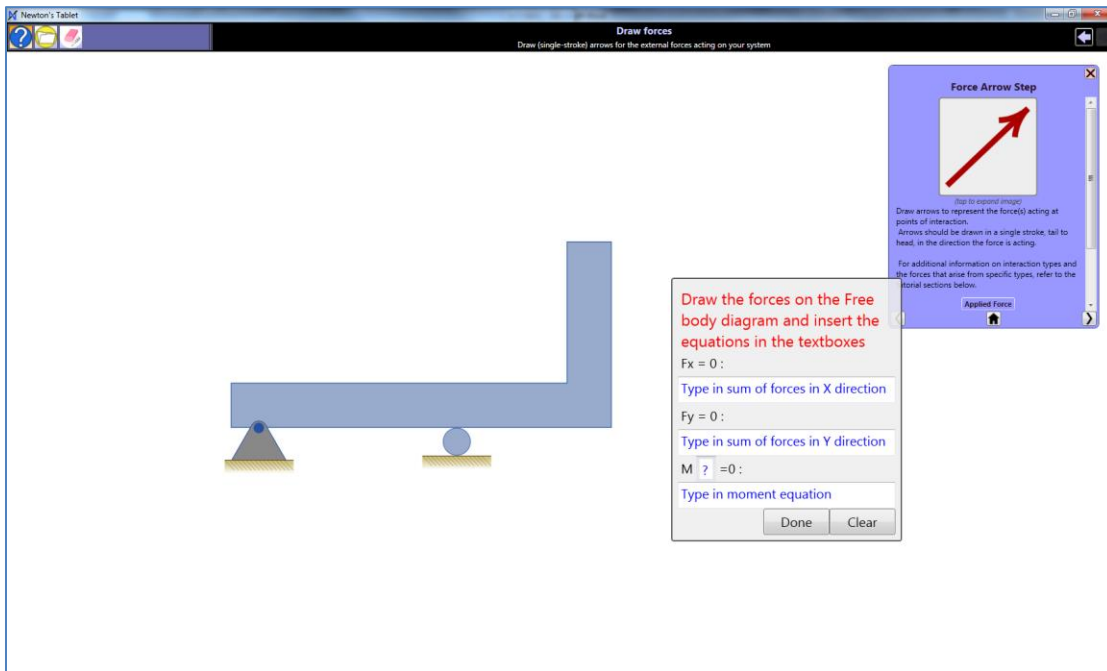 Newton's Tablet
Draw forces
Draw (single-stroke) arrows for the external forces acting on your system
Force Arrow Step
(tap to expand image)
Draw arrows to represent the force(s) acting at
points of interaction.
Arrows should be drawn in a single stroke, tail to
head, in the direction the force is acting.
For additional information on interaction types and
the forces that arise from specific types, refer to the
tutorial sections below.
Applied Force
Draw the forces on the Free
body diagram and insert the
equations in the textboxes
Fx = 0 :
Type in sum of forces in X direction
Fy = 0 :
Type in sum of forces in Y direction
M ? =0 :
Type in moment equation
Done Clear